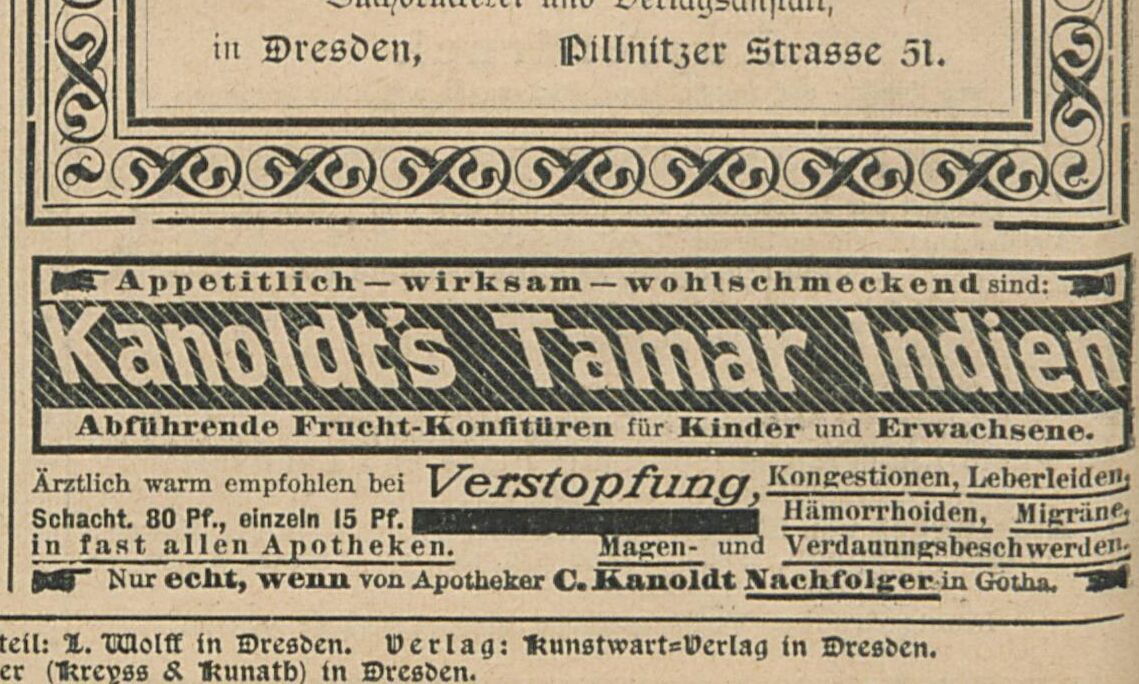 Buchdruckerei und Verlagsanstalt,
in Dresden, Pillnitzer Strasse 51.
Appetitlich — wirksam — wohlschmeckend sind:
Kanoldt's Tamar Indien
Abführende Frucht-Konfitüren für Kinder und Erwachsene.
Ärztlich warm empfohlen bei Verstopfung, Kongestionen, Leberleiden,
Schacht. 80 Pf., einzeln 15 Pf. Hämorrhoiden, Migräne,
in fast allen Apotheken. Magen- und Verdauungsbeschwerden.
Nur echt, wenn von Apotheker C. Kanoldt Nachfolger in Gotha.
teil: L. Wolff in Dresden. Verlag: Kunstwart=Verlag in Dresden.
er (Kreyss & Kunath) in Dresden.